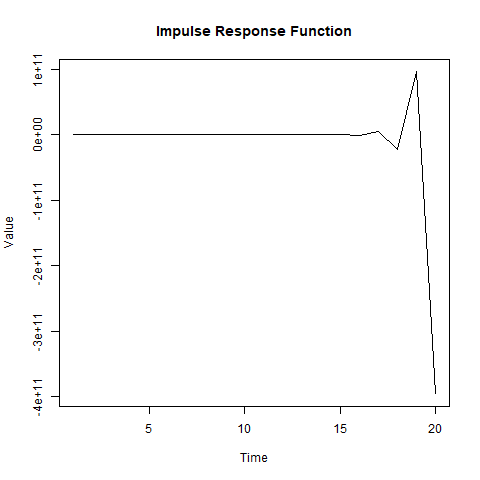 Impulse Response Function
1e+11
0e+00
-1e+11
-2e+11
-3e+11
-4e+11
Value
5 10 15 20
Time